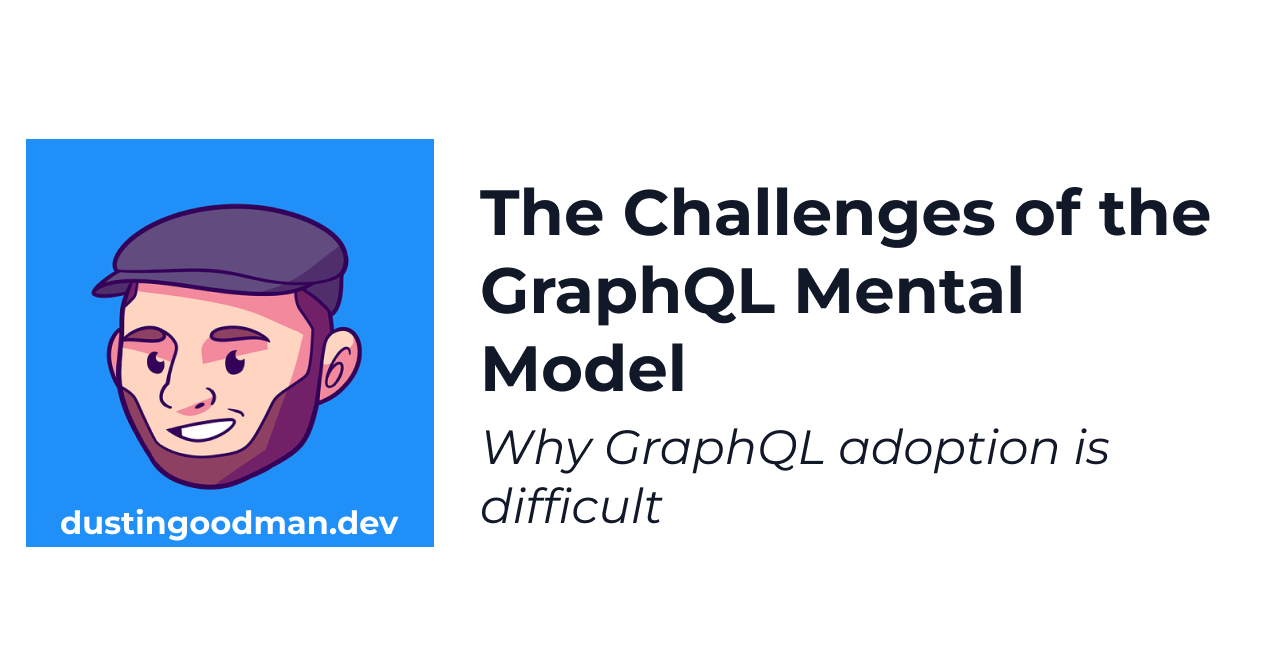 The Challenges of the
GraphQL Mental
Model
Why GraphQL adoption is
difficult
dustingoodman.dev